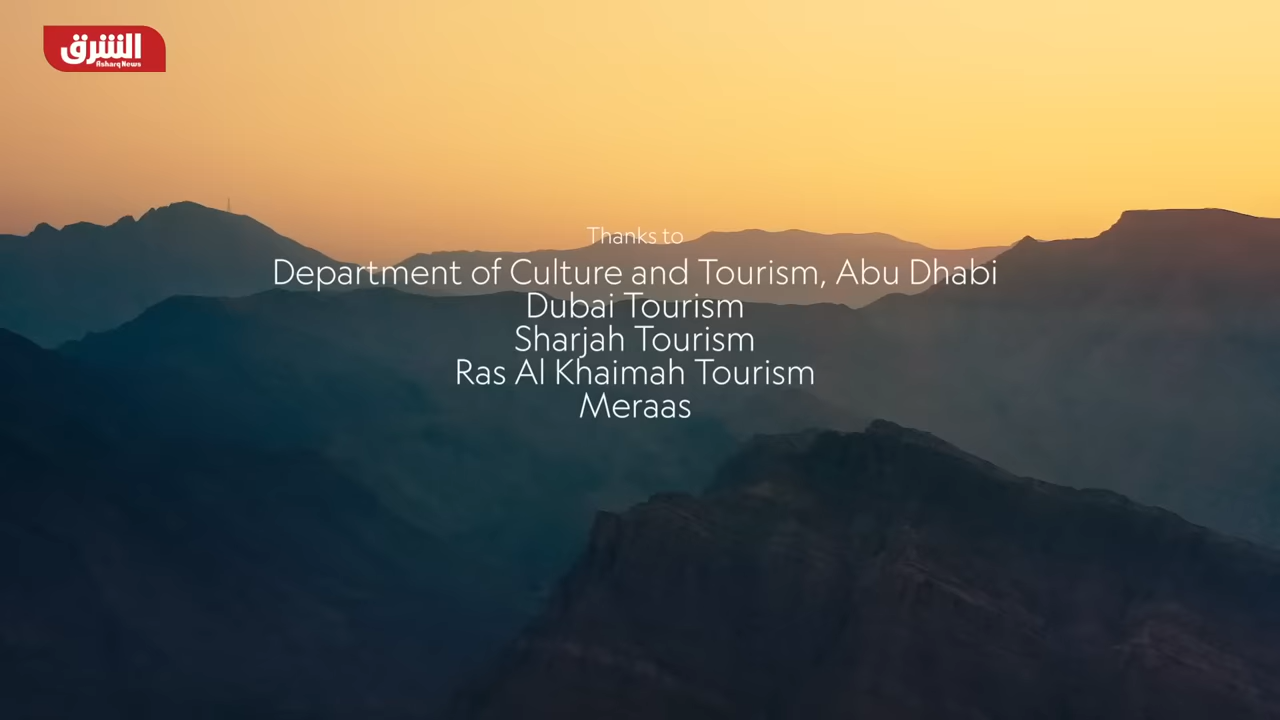 الشرق
Asharq News
Thanks to
Department of Culture and Tourism, Abu Dhabi
Dubai Tourism
Sharjah Tourism
Ras Al Khaimah Tourism
Meraas